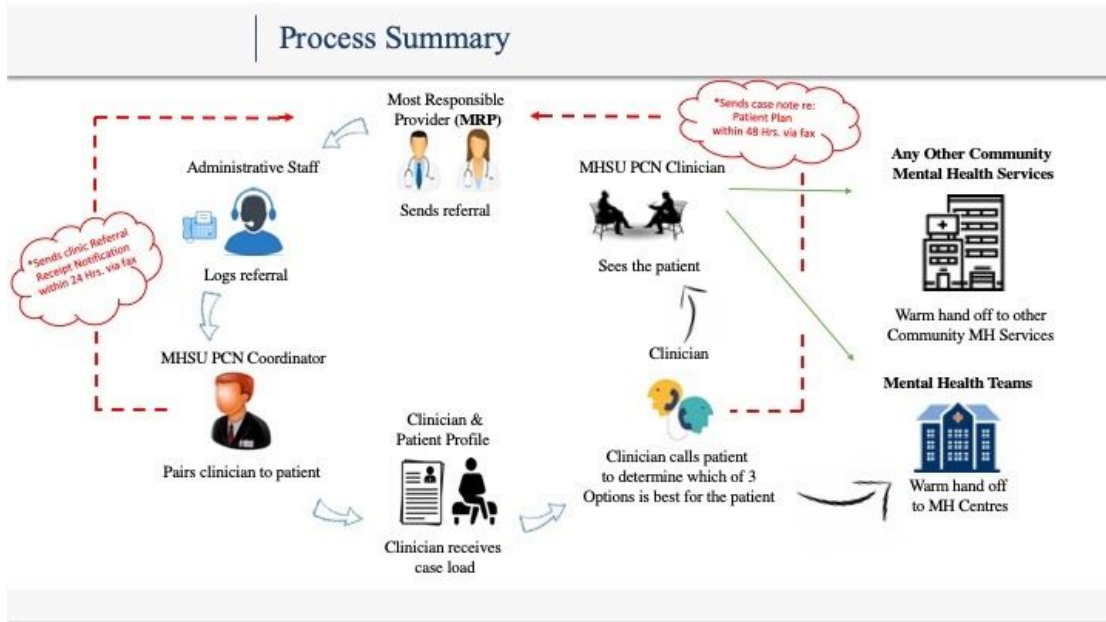 Process Summary
Most Responsible
Provider (MRP)
Sends referral
Administrative Staff
Logs referral
*Sends clinic Referral
Receipt Notification
within 24 Hrs. via fax
MHSU PCN Coordinator
Pairs clinician to patient
Clinician &
Patient Profile
Clinician receives
case load
Clinician
Clinician calls patient
to determine which of 3
Options is best for the patient
MHSU PCN Clinician
Sees the patient
*Sends case note re:
Patient Plan
within 48 Hrs. via fax
Any Other Community
Mental Health Services
Warm hand off to other
Community MH Services
Mental Health Teams
Warm hand off
to MH Centres